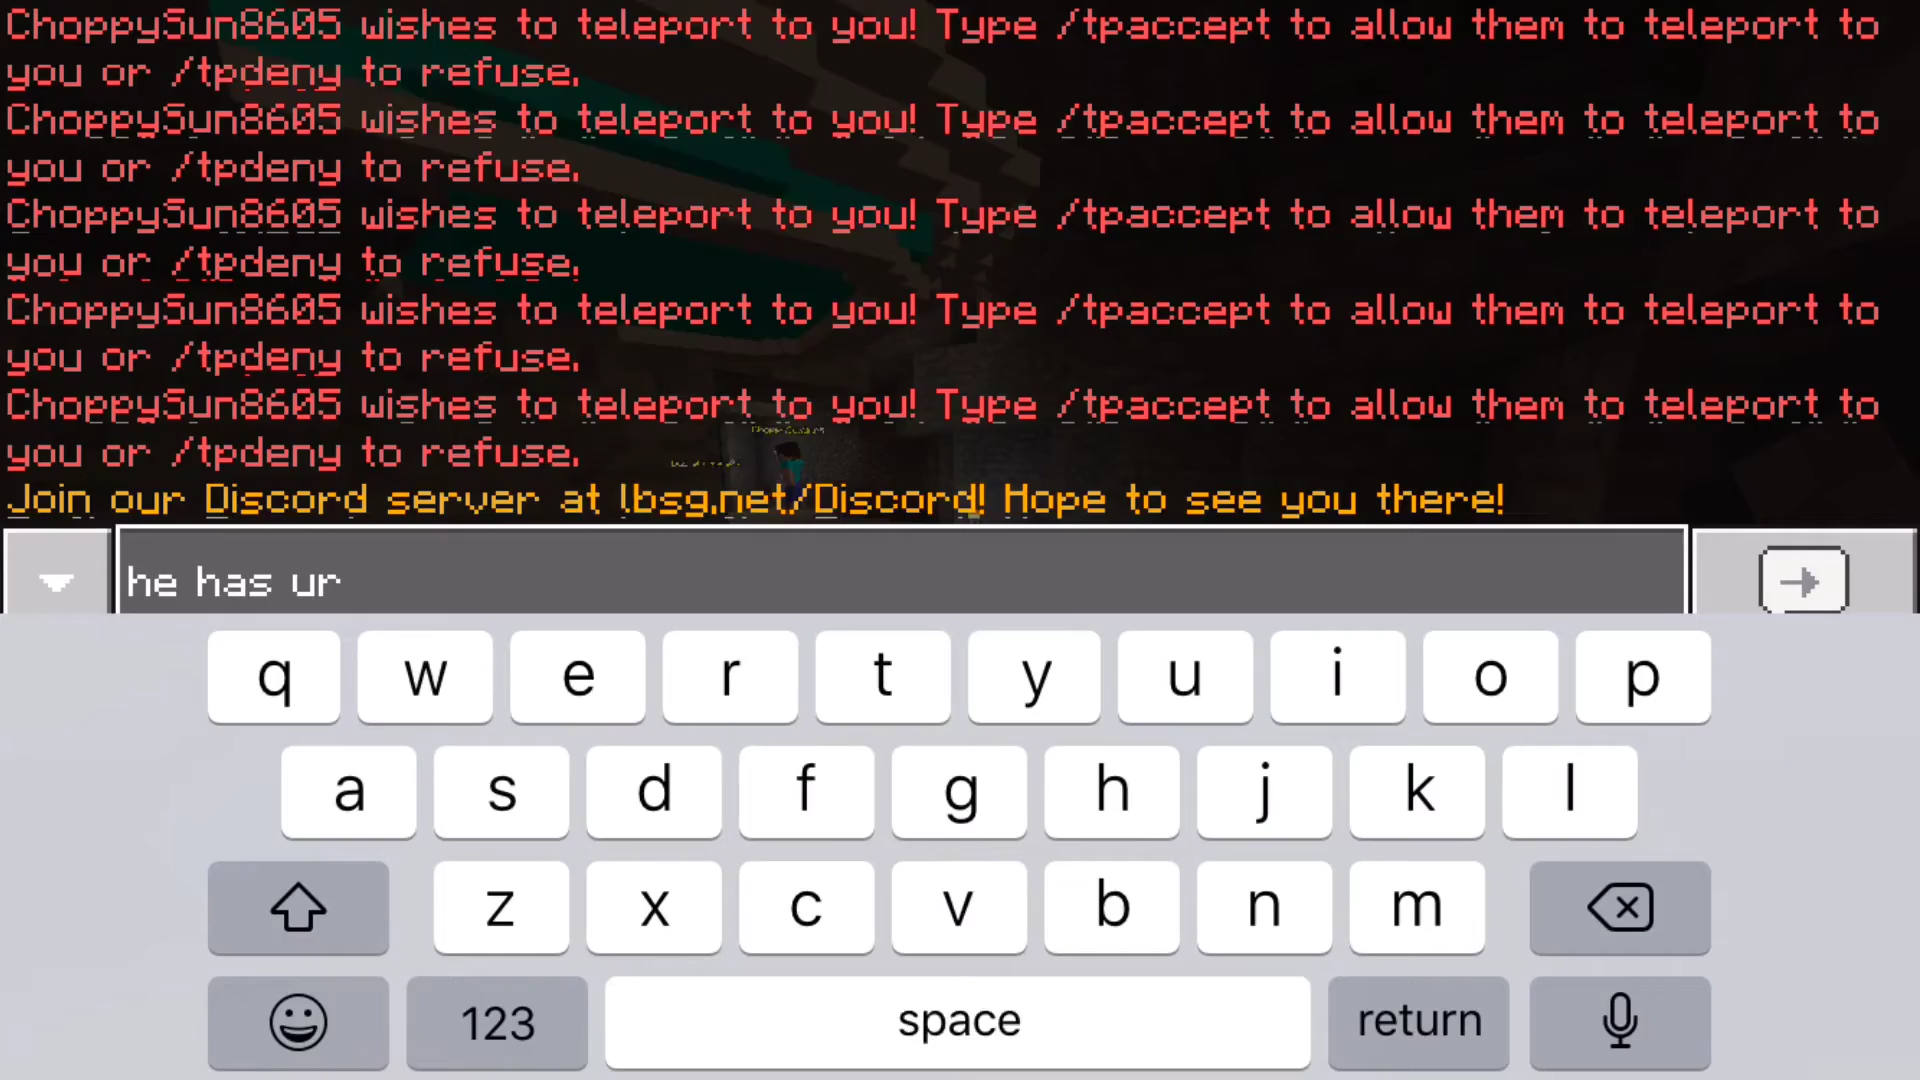 ChoppySun8605 wishes to teleport to you! Type /tpaccept to allow them to teleport to
you or /tpdeny to refuse.
ChoppySun8605 wishes to teleport to you! Type /tpaccept to allow them to teleport to
you or /tpdeny to refuse.
ChoppySun8605 wishes to teleport to you! Type /tpaccept to allow them to teleport to
you or /tpdeny to refuse.
ChoppySun8605 wishes to teleport to you! Type /tpaccept to allow them to teleport to
you or /tpdeny to refuse.
ChoppySun8605 wishes to teleport to you! Type /tpaccept to allow them to teleport to
you or /tpdeny to refuse.
Join our Discord server at lbsg.net/Discord! Hope to see you there!
he has ur
q w e r t y u i o p
a s d f g h j k l
z x c v b n m
123 space return